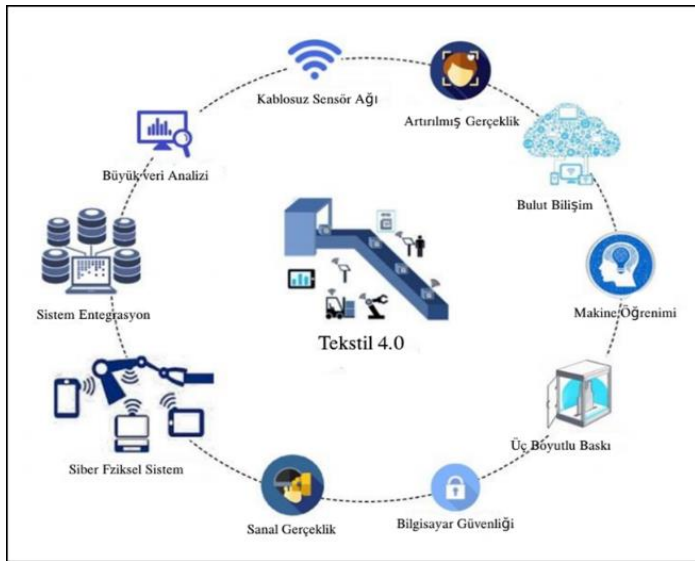 Kablosuz Sensör Ağı
Artırılmış Gerçeklik
Büyük veri Analizi
Bulut Bilişim
Sistem Entegrasyon
Makine Öğrenimi
Tekstil 4.0
Üç Boyutlu Baskı
Siber Fziksel Sistem
Sanal Gerçeklik
Bilgisayar Güvenliği